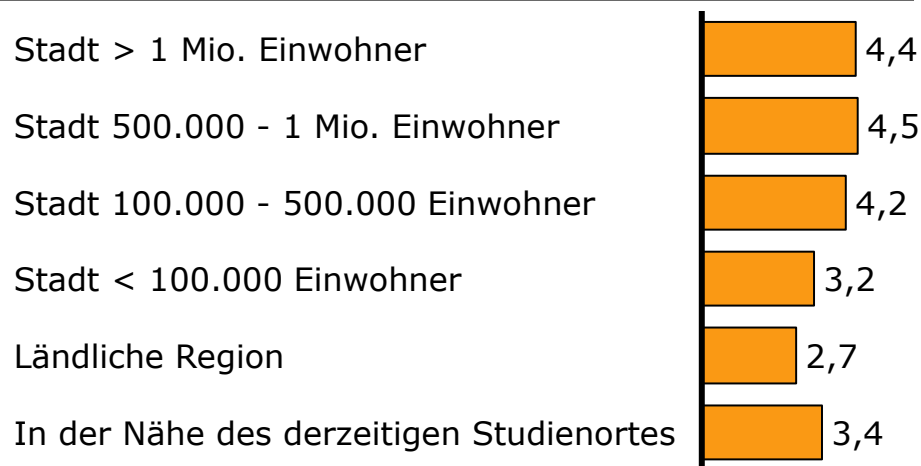 Stadt > 1 Mio. Einwohner 4,4
Stadt 500.000 - 1 Mio. Einwohner 4,5
Stadt 100.000 - 500.000 Einwohner 4,2
Stadt < 100.000 Einwohner 3,2
Ländliche Region 2,7
In der Nähe des derzeitigen Studienortes 3,4